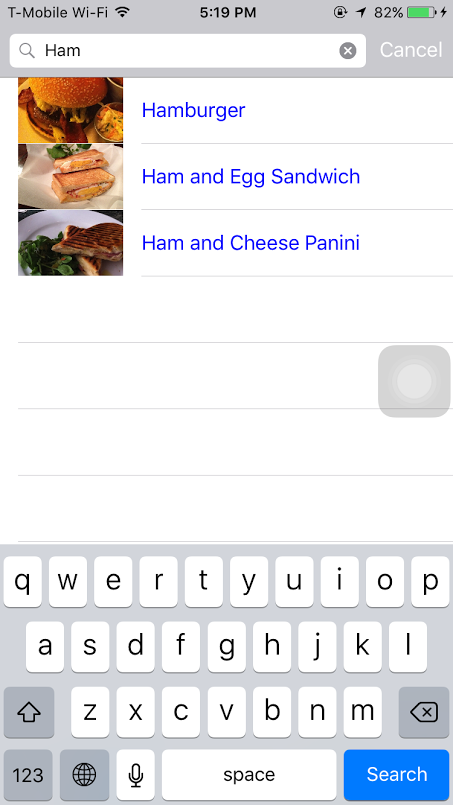 T-Mobile Wi-Fi 5:19 PM 82%
Ham Cancel
Hamburger
Ham and Egg Sandwich
Ham and Cheese Panini
q w e r t y u i o p
a s d f g h j k l
z x c v b n m
123 space Search